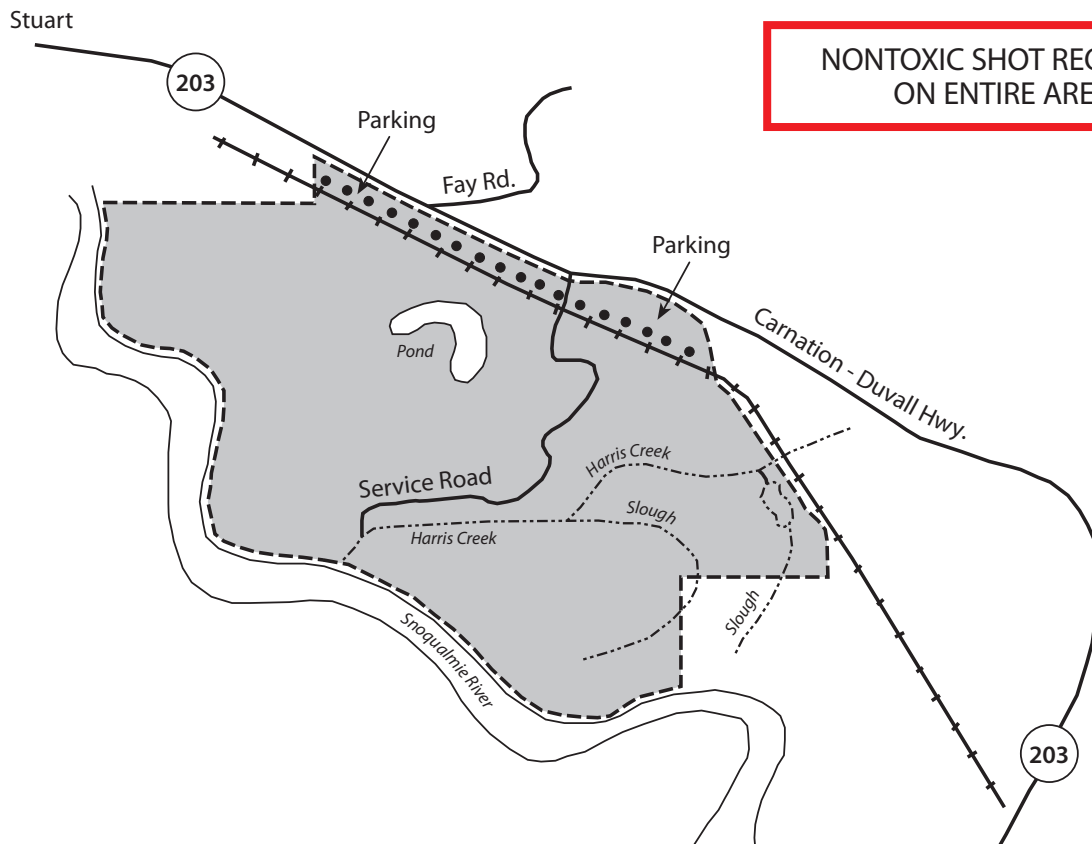 Stuart
203
NONTOXIC SHOT
ON ENTIRE ARE
Parking
Fay Rd.
Parking
Carnation - Duvall Hwy.
Pond
Harris Creek
Service Road
Slough
Harris Creek
Slough
Snoqualmie River
203